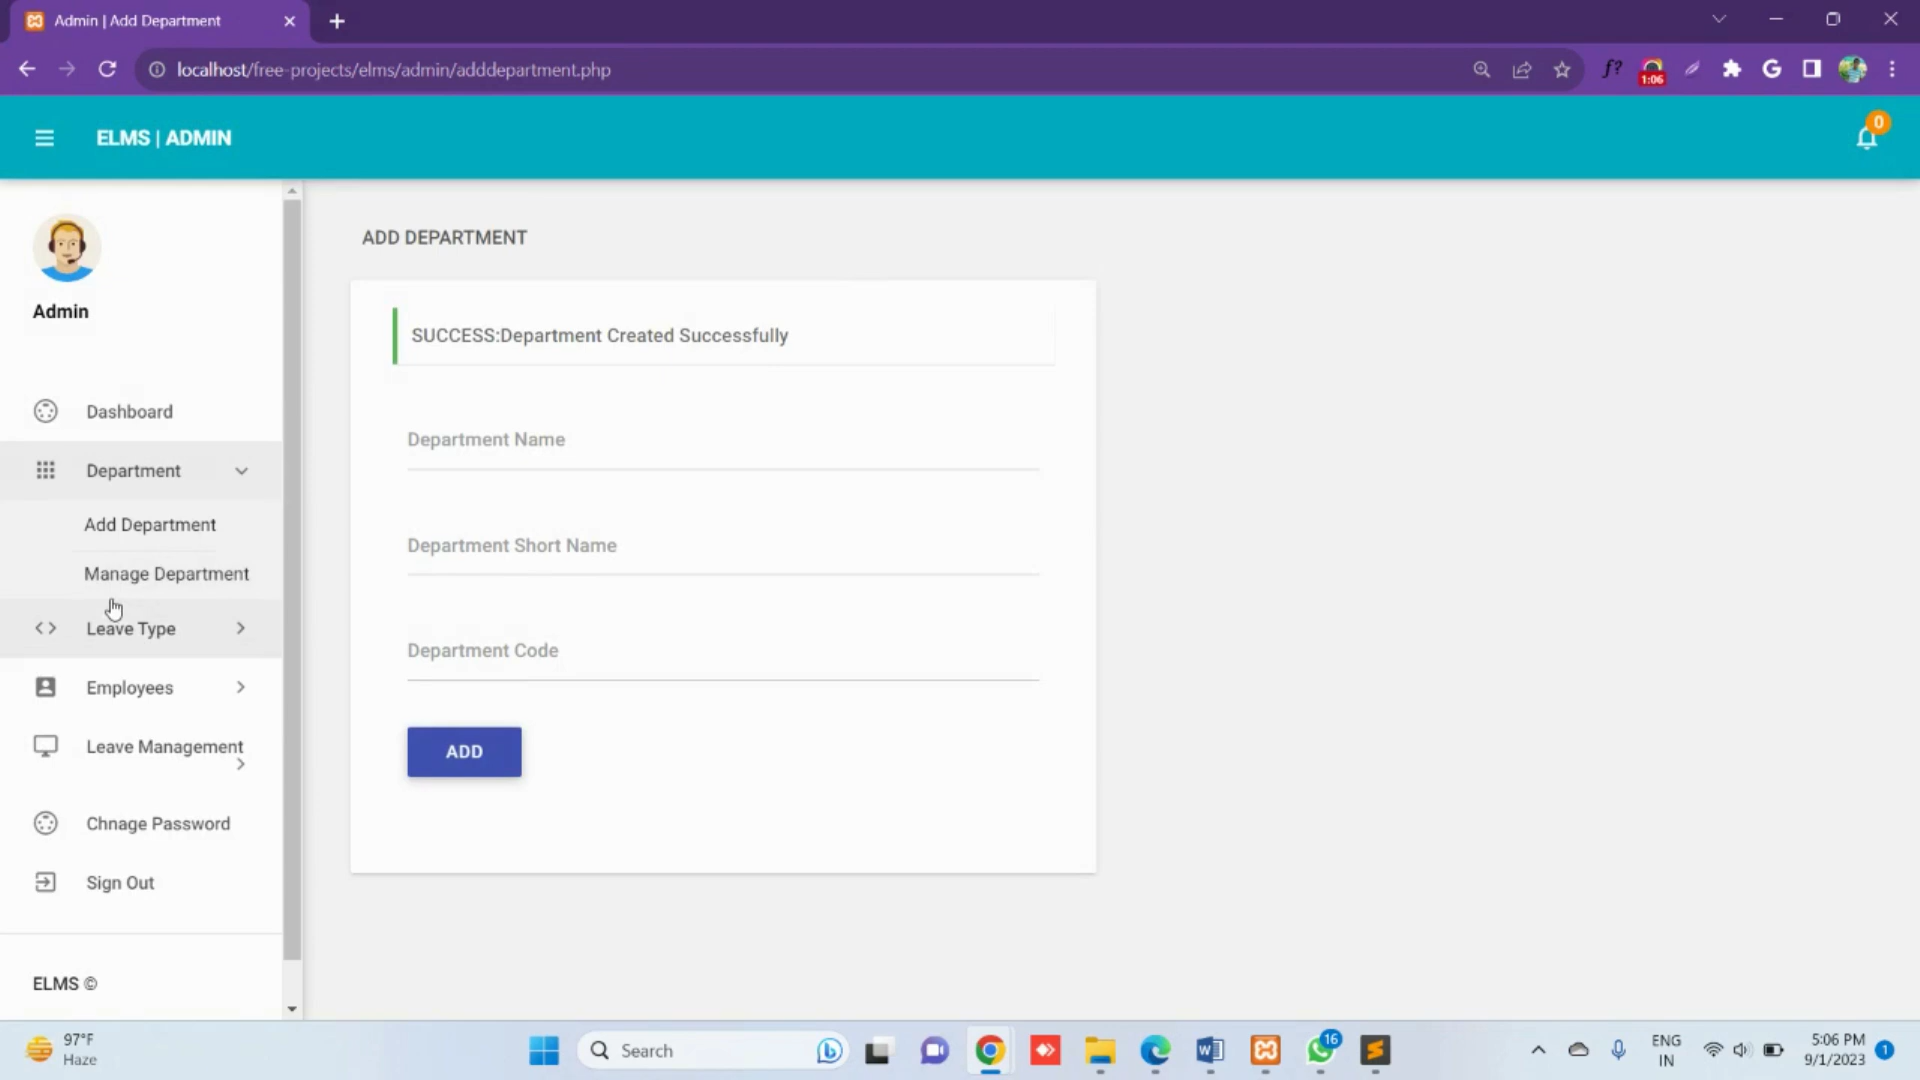 Admin | Add Department
localhost/free-projects/elms/admin/adddepartment.php
f?
1:06
ELMS | ADMIN
0
Admin
Dashboard
Department
Add Department
Manage Department
Leave Type
Employees
Leave Management
Chnage Password
Sign Out
ELMS ©
ADD DEPARTMENT
SUCCESS:Department Created Successfully
Department Name
Department Short Name
Department Code
ADD
97°F
Haze
Search
16
ENG
IN
5:06 PM
9/1/2023
1